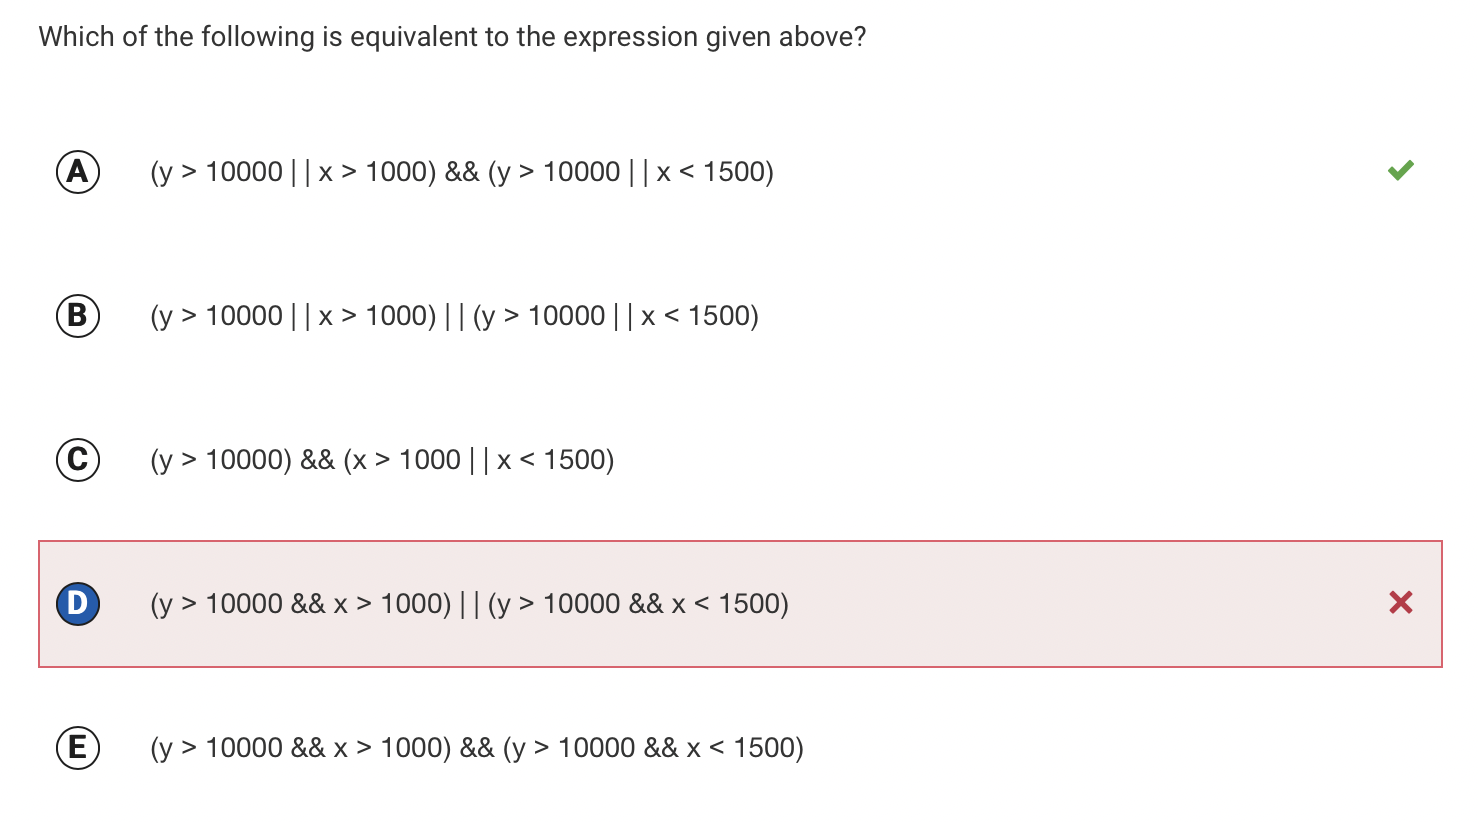 Which of the following is equivalent to the expression given above?
A (y > 10000 || x > 1000) && (y > 10000 || x < 1500)
B (y > 10000 || x > 1000) || (y > 10000 || x < 1500)
C (y > 10000) && (x > 1000 || x < 1500)
D (y > 10000 && x > 1000) || (y > 10000 && x < 1500)
E (y > 10000 && x > 1000) && (y > 10000 && x < 1500)